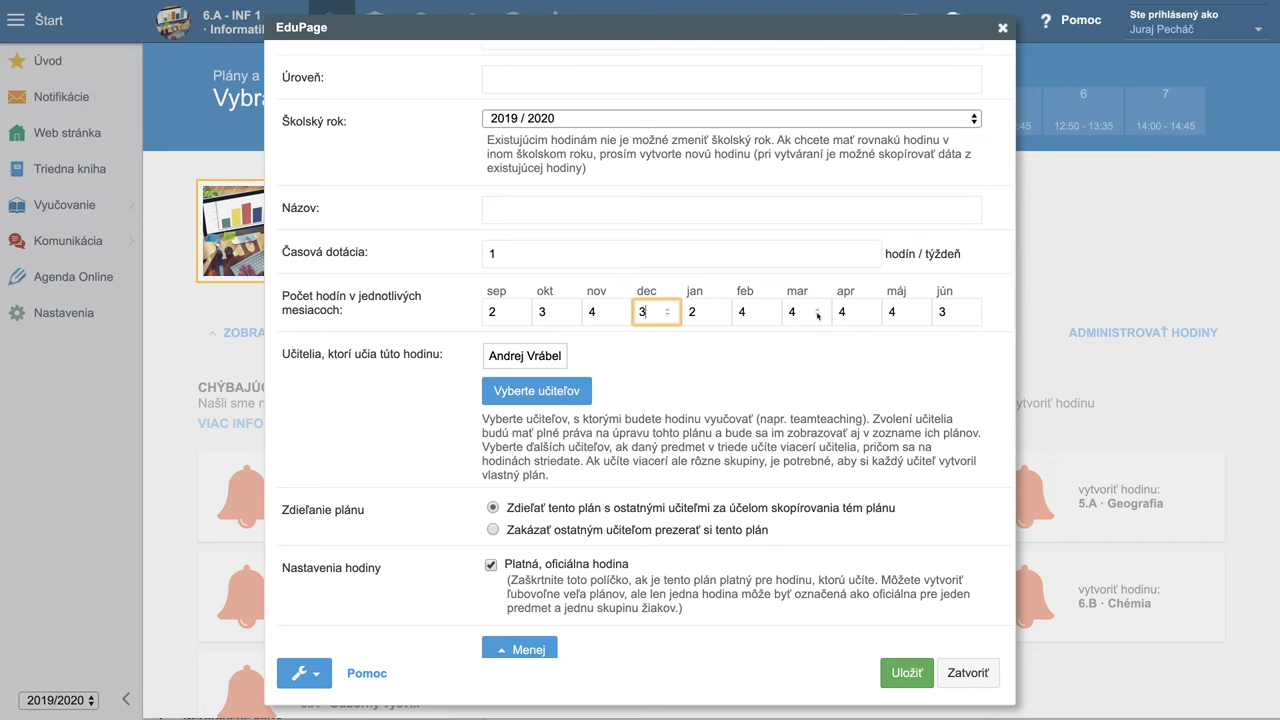 Štart
6.A - INF 1
· Informati
EduPage
Pomoc
Ste prihlásený ako
Juraj Pecháč
Úvod
Notifikácie
Web stránka
Triedna kniha
Vyučovanie
Komunikácia
Agenda Online
Nastavenia
2019/2020
Plány a
Vybra
6
7
:45
12:50 - 13:35
14:00 - 14:45
Úroveň:
Školský rok:
2019 / 2020
Existujúcim hodinám nie je možné zmeniť školský rok. Ak chcete mať rovnakú hodinu v
inom školskom roku, prosím vytvorte novú hodinu (pri vytváraní je možné skopírovať dáta z
existujúcej hodiny)
Názov:
Časová dotácia:
1
hodín / týždeň
Počet hodín v jednotlivých
mesiacoch:
sep okt nov dec jan feb mar apr máj jún
2 3 4 3 2 4 4 4 4 3
Učitelia, ktorí učia túto hodinu:
Andrej Vrábel
Vyberte učiteľov
Vyberte učiteľov, s ktorými budete hodinu vyučovať (napr. teamteaching). Zvolení učitelia
budú mať plné práva na úpravu tohto plánu a bude sa im zobrazovať aj v zozname ich plánov.
Vyberte ďalších učiteľov, ak daný predmet v triede učíte viacerí učitelia, pričom sa na
hodinách striedate. Ak učíte viacerí ale rôzne skupiny, je potrebné, aby si každý učiteľ vytvoril
vlastný plán.
Zdieľanie plánu
Zdieľať tento plán s ostatnými učiteľmi za účelom skopírovania tém plánu
Zakázať ostatným učiteľom prezerať si tento plán
Nastavenia hodiny
Platná, oficiálna hodina
(Zaškrtnite toto políčko, ak je tento plán platný pre hodinu, ktorú učíte. Môžete vytvoriť
ľubovoľne veľa plánov, ale len jedna hodina môže byť označená ako oficiálna pre jeden
predmet a jednu skupinu žiakov.)
Menej
Pomoc
Uložiť
Zatvoriť
ZOBRA
ADMINISTROVAŤ HODINY
CHÝBAJÚ
Našli sme n
ytvoriť hodinu
VIAC INFO
vytvoriť hodinu:
5.A · Geografia
vytvoriť hodinu:
6.B · Chémia